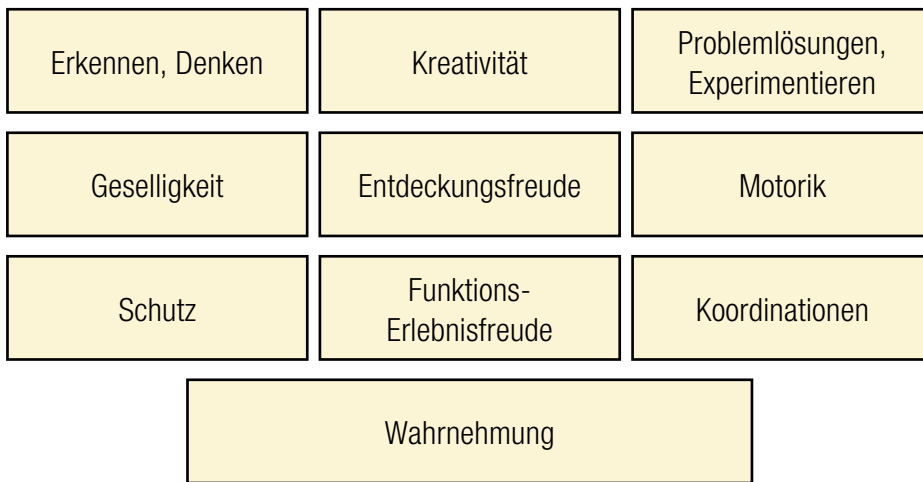 Erkennen, Denken
Kreativität
Problemlösungen,
Experimentieren
Geselligkeit
Entdeckungsfreude
Motorik
Schutz
Funktions-
Erlebnisfreude
Koordinationen
Wahrnehmung